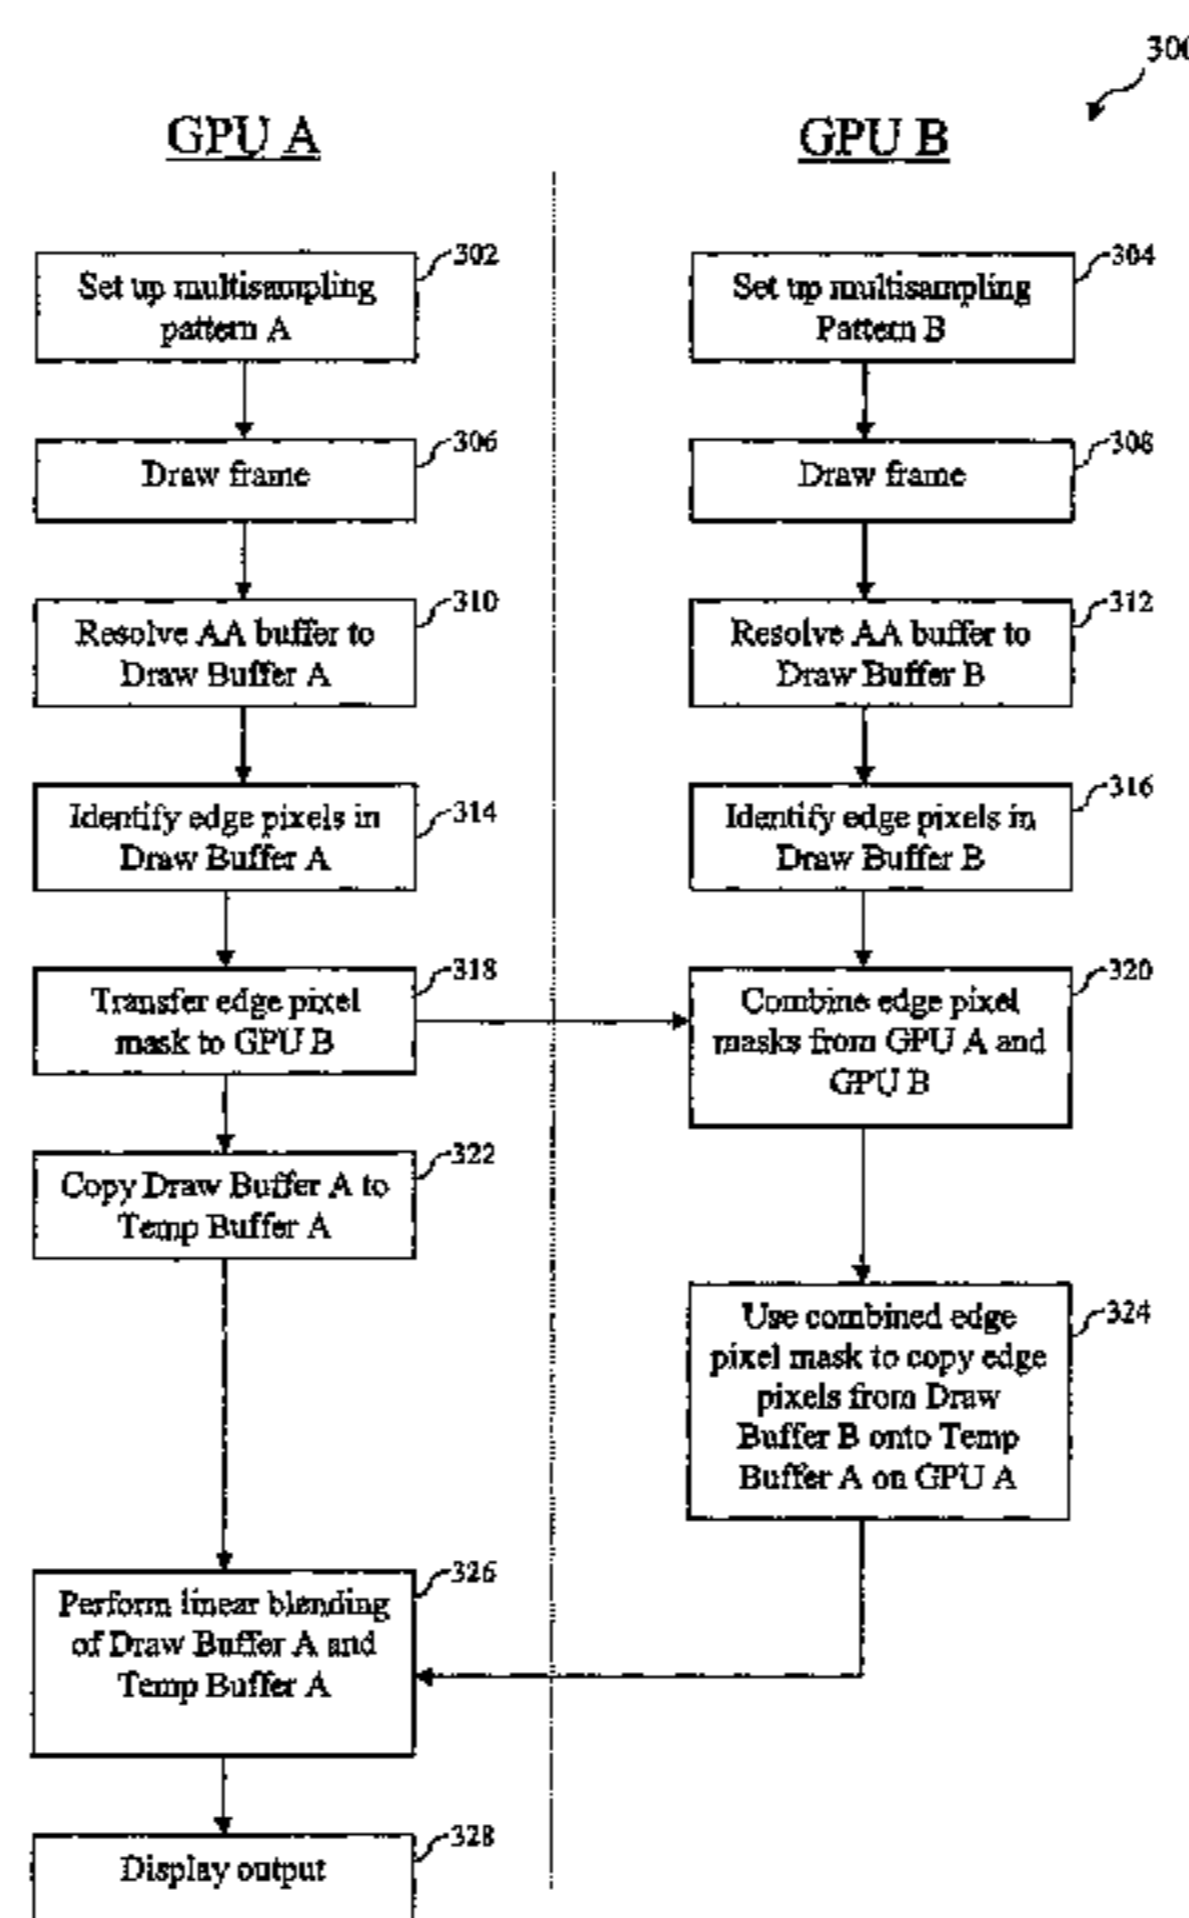 300
GPU A
GPU B
302
Set up multisampling
pattern A
304
Set up multisampling
Pattern B
306
Draw frame
308
Draw frame
310
Resolve AA buffer to
Draw Buffer A
312
Resolve AA buffer to
Draw Buffer B
314
Identify edge pixels in
Draw Buffer A
316
Identify edge pixels in
Draw Buffer B
318
Transfer edge pixel
mask to GPU B
320
Combine edge pixel
masks from GPU A and
GPU B
322
Copy Draw Buffer A to
Temp Buffer A
324
Use combined edge
pixel mask to copy edge
pixels from Draw
Buffer B onto Temp
Buffer A on GPU A
326
Perform linear blending
of Draw Buffer A and
Temp Buffer A
328
Display output